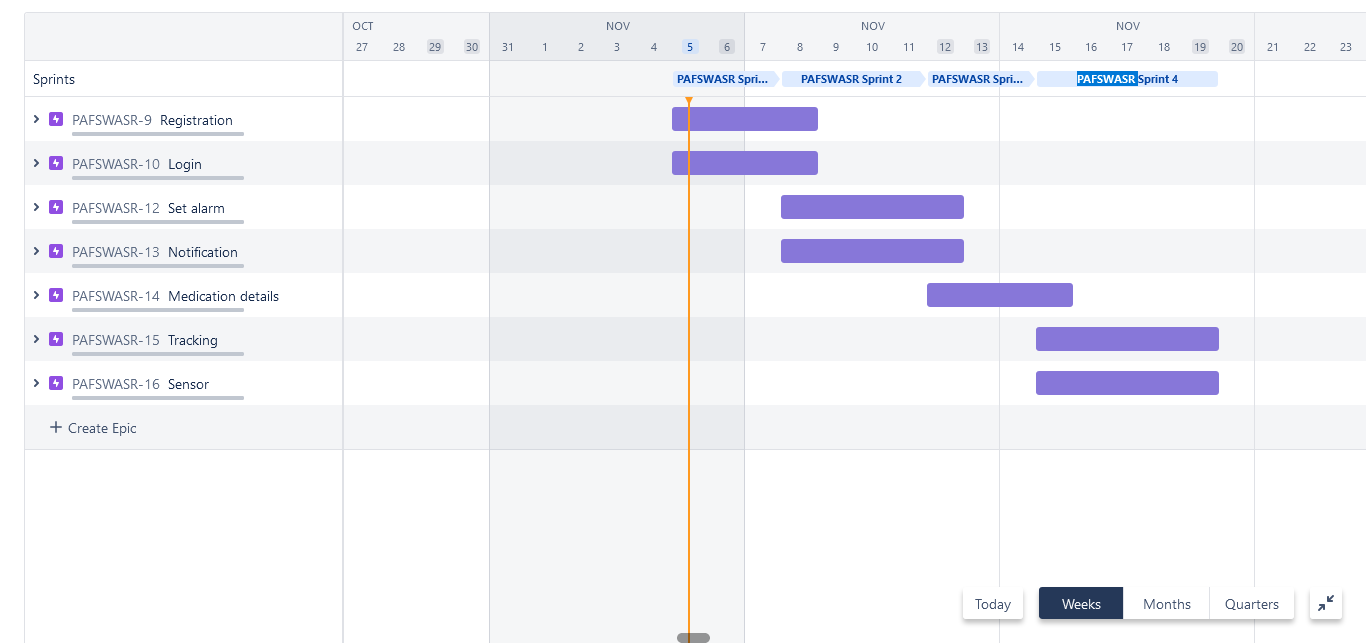 OCT NOV NOV NOV
27 28 29 30 31 1 2 3 4 5 6 7 8 9 10 11 12 13 14 15 16 17 18 19 20 21 22 23
Sprints PAFSWASR Spri... PAFSWASR Sprint 2 PAFSWASR Spri... PAFSWASR Sprint 4
PAFSWASR-9 Registration
PAFSWASR-10 Login
PAFSWASR-12 Set alarm
PAFSWASR-13 Notification
PAFSWASR-14 Medication details
PAFSWASR-15 Tracking
PAFSWASR-16 Sensor
+ Create Epic
Today Weeks Months Quarters